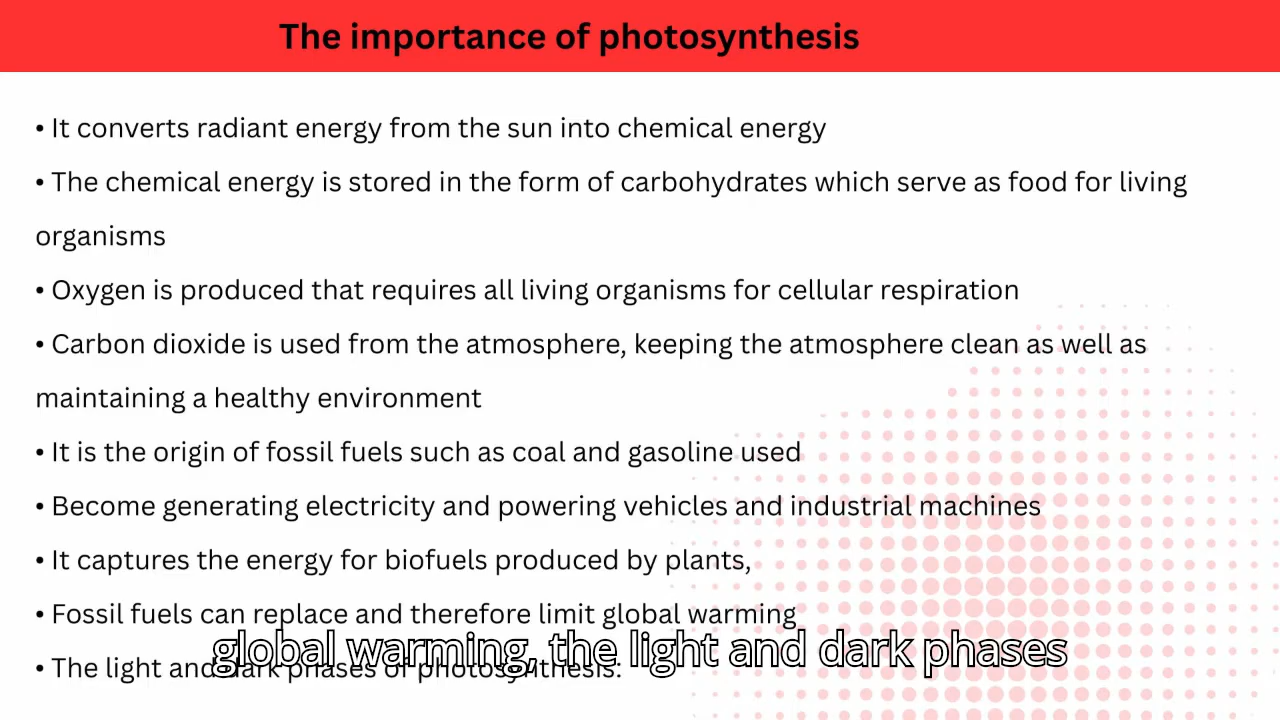 The importance of photosynthesis
• It converts radiant energy from the sun into chemical energy
• The chemical energy is stored in the form of carbohydrates which serve as food for living
organisms
• Oxygen is produced that requires all living organisms for cellular respiration
• Carbon dioxide is used from the atmosphere, keeping the atmosphere clean as well as
maintaining a healthy environment
• It is the origin of fossil fuels such as coal and gasoline used
• Become generating electricity and powering vehicles and industrial machines
• It captures the energy for biofuels produced by plants,
• Fossil fuels can replace and therefore limit global warming
global warming, the light and dark phases
• The light and dark phases of photosynthesis: